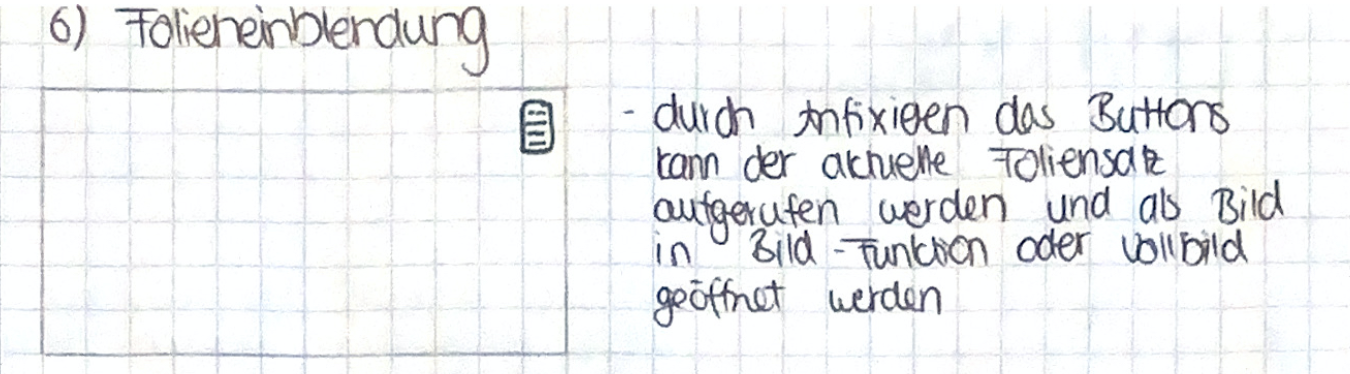 6) Folieneinblendung
- durch Anfixieren das Buttons
kann der aktuelle Foliensatz
aufgerufen werden und als Bild
in Bild-Funktion oder Vollbild
geöffnet werden